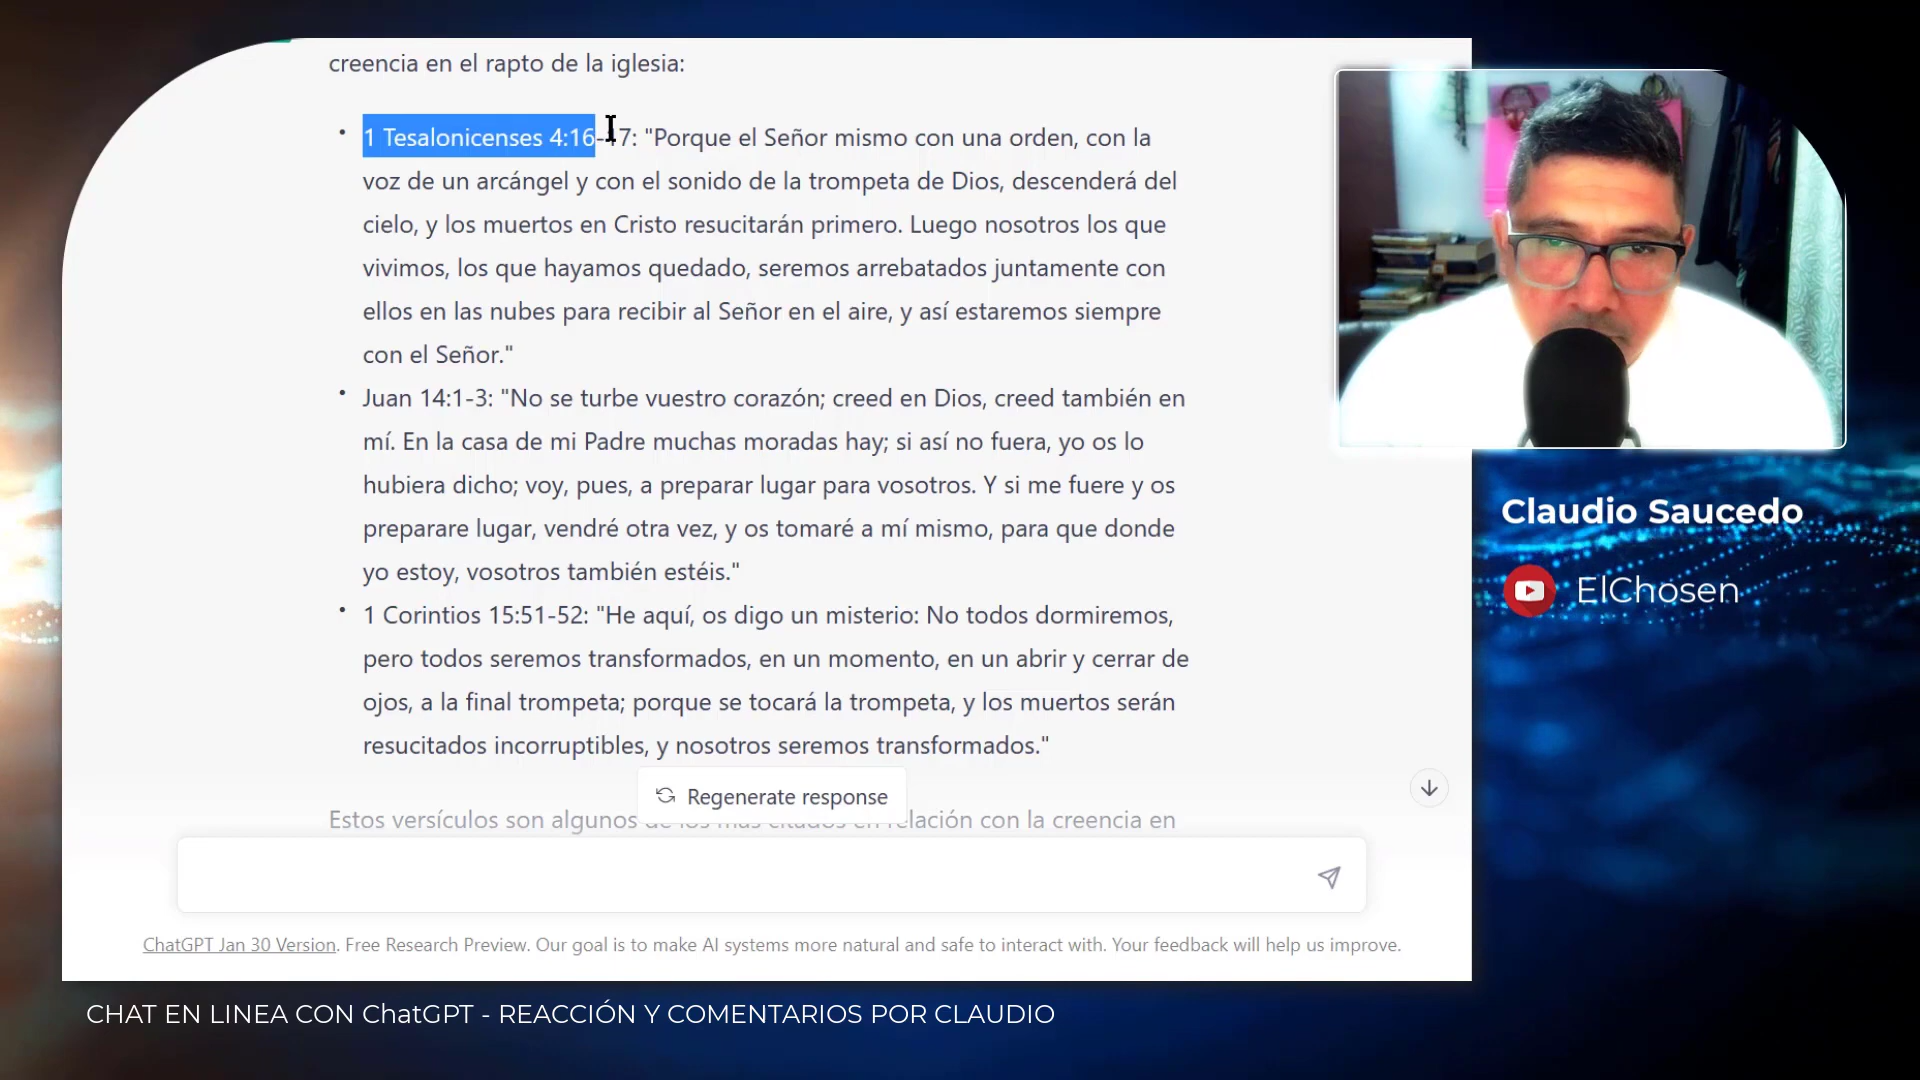 creencia en el rapto de la iglesia:
• 1 Tesalonicenses 4:16-17: "Porque el Señor mismo con una orden, con la
voz de un arcángel y con el sonido de la trompeta de Dios, descenderá del
cielo, y los muertos en Cristo resucitarán primero. Luego nosotros los que
vivimos, los que hayamos quedado, seremos arrebatados juntamente con
ellos en las nubes para recibir al Señor en el aire, y así estaremos siempre
con el Señor."
• Juan 14:1-3: "No se turbe vuestro corazón; creed en Dios, creed también en
mí. En la casa de mi Padre muchas moradas hay; si así no fuera, yo os lo
hubiera dicho; voy, pues, a preparar lugar para vosotros. Y si me fuere y os
preparare lugar, vendré otra vez, y os tomaré a mí mismo, para que donde
yo estoy, vosotros también estéis."
• 1 Corintios 15:51-52: "He aquí, os digo un misterio: No todos dormiremos,
pero todos seremos transformados, en un momento, en un abrir y cerrar de
ojos, a la final trompeta; porque se tocará la trompeta, y los muertos serán
resucitados incorruptibles, y nosotros seremos transformados."
Regenerate response
Estos versículos son algunos de los más citados en relación con la creencia en
ChatGPT Jan 30 Version. Free Research Preview. Our goal is to make AI systems more natural and safe to interact with. Your feedback will help us improve.
Claudio Saucedo
ElChosen
CHAT EN LINEA CON ChatGPT - REACCIÓN Y COMENTARIOS POR CLAUDIO